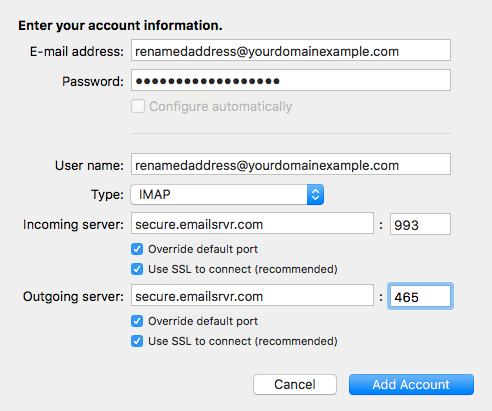 Enter your account information.
E-mail address: renamedaddress@yourdomainexample.com
Password: ●●●●●●●●●●●●●●●●●●
Configure automatically
User name: renamedaddress@yourdomainexample.com
Type: IMAP
Incoming server: secure.emailsrvr.com : 993
Override default port
Use SSL to connect (recommended)
Outgoing server: secure.emailsrvr.com : 465
Override default port
Use SSL to connect (recommended)
Cancel Add Account